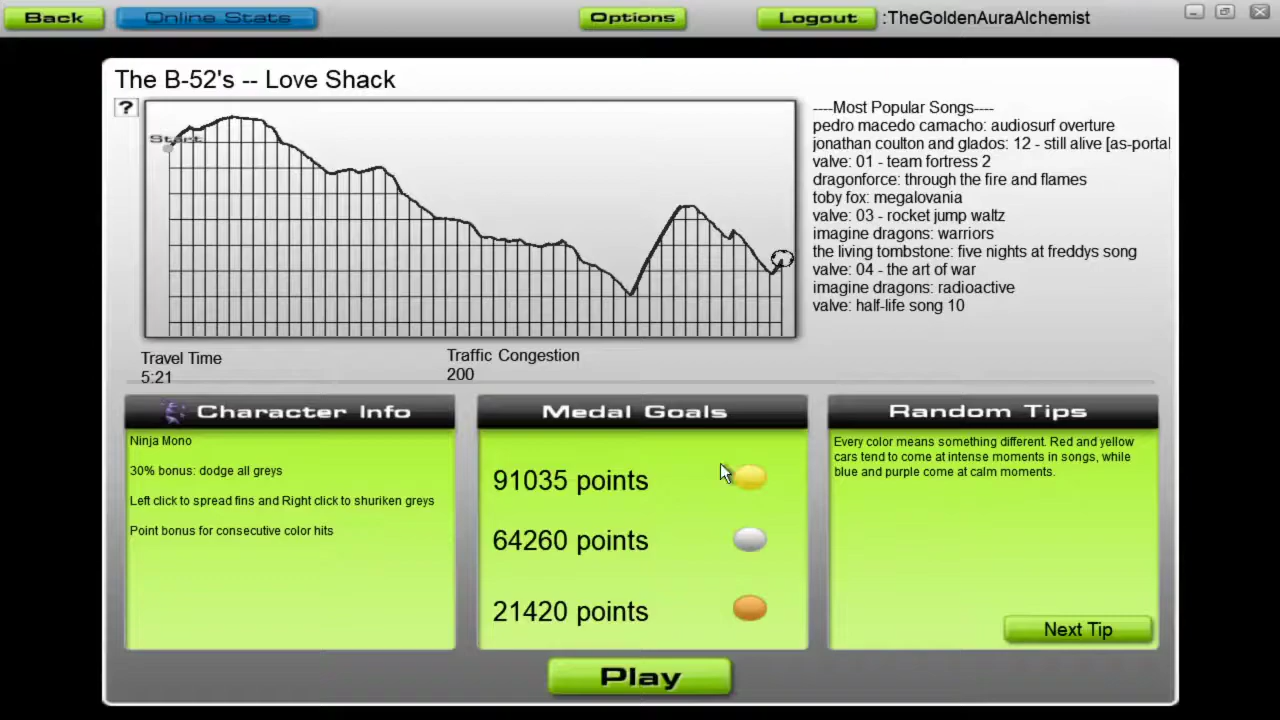 Back
Online Stats
Options
Logout
:TheGoldenAuraAlchemist
The B-52's -- Love Shack
?
Start
----Most Popular Songs----
pedro macedo camacho: audiosurf overture
jonathan coulton and glados: 12 - still alive [as-portal
valve: 01 - team fortress 2
dragonforce: through the fire and flames
toby fox: megalovania
valve: 03 - rocket jump waltz
imagine dragons: warriors
the living tombstone: five nights at freddys song
valve: 04 - the art of war
imagine dragons: radioactive
valve: half-life song 10
Travel Time
5:21
Traffic Congestion
200
Character Info
Ninja Mono
30% bonus: dodge all greys
Left click to spread fins and Right click to shuriken greys
Point bonus for consecutive color hits
Medal Goals
91035 points
64260 points
21420 points
Random Tips
Every color means something different. Red and yellow
cars tend to come at intense moments in songs, while
blue and purple come at calm moments.
Next Tip
Play